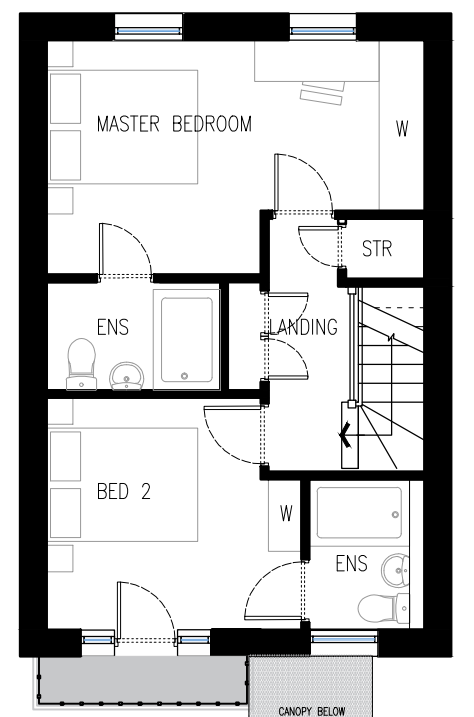 MASTER BEDROOM
W
STR
ENS
LANDING
BED 2
W
ENS
CANOPY BELOW